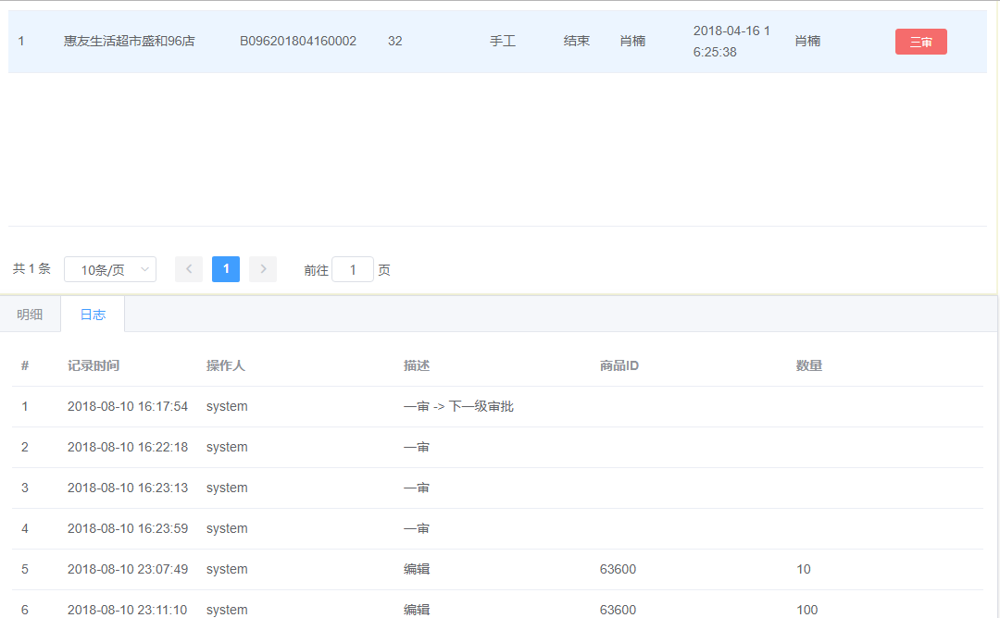 1 惠友生活超市盛和96店 B096201804160002 32 手工 结束 肖楠 2018-04-16 1 肖楠 三审
6:25:38
共 1 条 10条/页 1 前往 1 页
明细 日志
# 记录时间 操作人 描述 商品ID 数量
1 2018-08-10 16:17:54 system 一审 -> 下一级审批
2 2018-08-10 16:22:18 system 一审
3 2018-08-10 16:23:13 system 一审
4 2018-08-10 16:23:59 system 一审
5 2018-08-10 23:07:49 system 编辑 63600 10
6 2018-08-10 23:11:10 system 编辑 63600 100